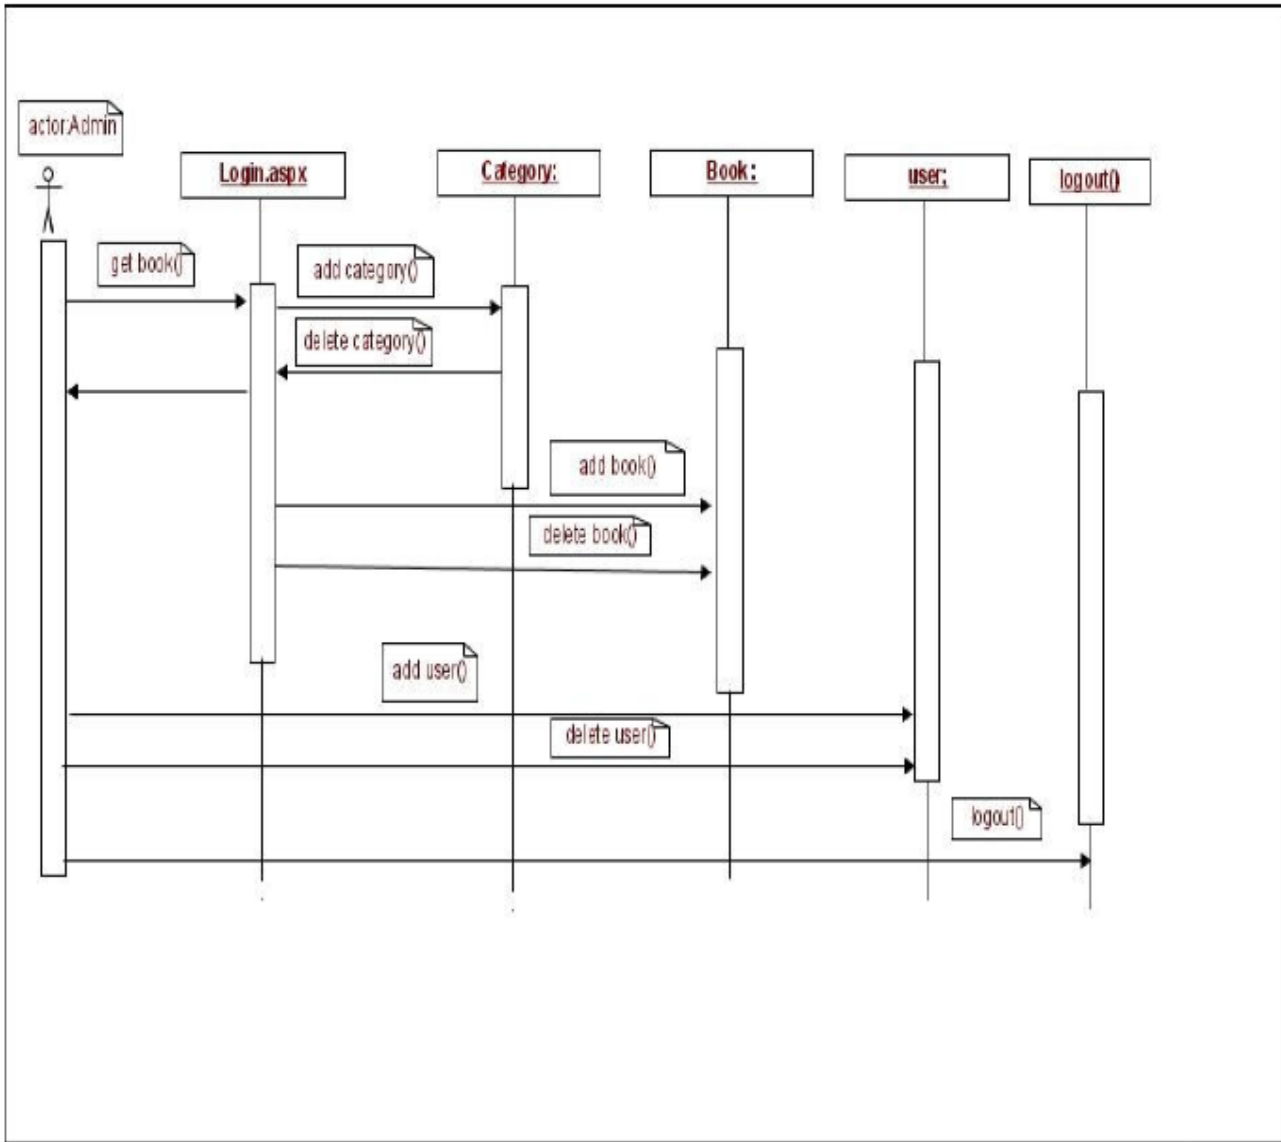 actor:Admin
Login.aspx
Category:
Book:
user;
logout()
get book()
add category()
delete category()
add book()
delete book()
add user()
delete user()
logout()